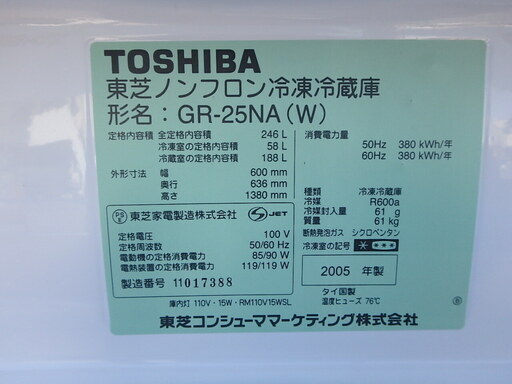 TOSHIBA
東芝ノンフロン冷凍冷蔵庫
形名：GR-25NA(W)
全定格内容積 246 L
定格内容積 冷凍室の定格内容積 58 L
冷蔵室の定格内容積 188 L
外形寸法 幅 600 mm
奥行 636 mm
高さ 1380 mm
PSE 東芝家電製造株式会社 S JET
定格電圧 100 V
定格周波数 50/60 Hz
電動機の定格消費電力 85/90 W
電熱装置の定格消費電力 119/119 W
製造番号 11017388
消費電力量
50Hz 380 kWh/年
60Hz 380 kWh/年
種類 冷凍冷蔵庫
冷媒 R600a
冷媒封入量 61 g
質量 61 kg
断熱発泡ガス シクロペンタン
冷凍室の記号 * ***
2005 年製
タイ国製
温度ヒューズ 76℃
庫内灯 110V・15W・RM110V15WSL
東芝コンシューママーケティング株式会社